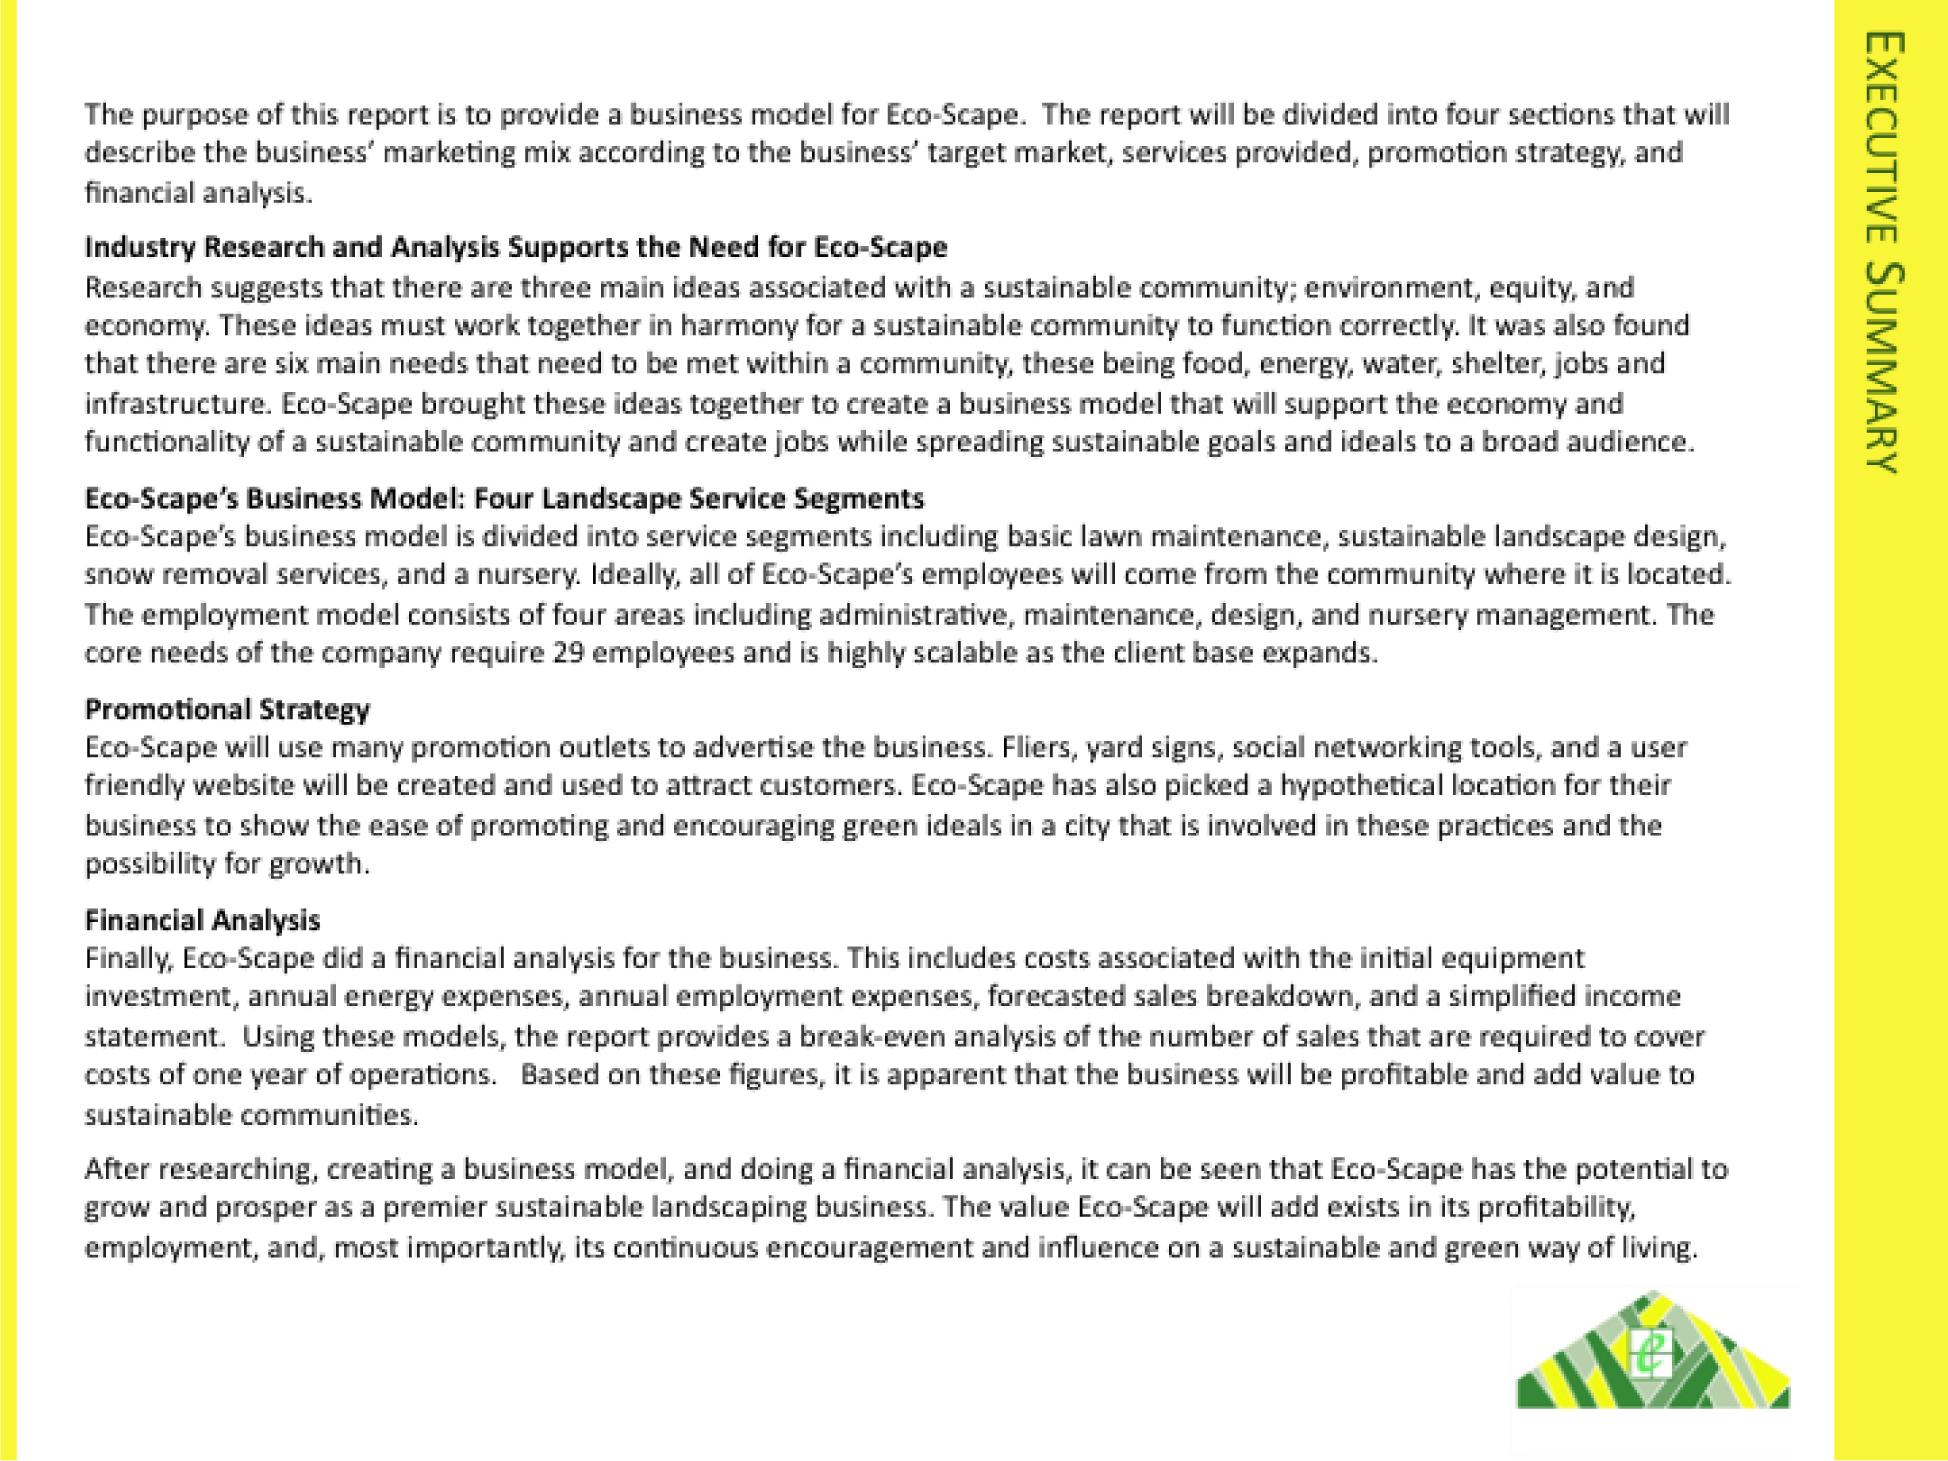 The purpose of this report is to provide a business model for Eco-Scape.  The report will be divided into four sections that will
describe the business’ marketing mix according to the business’ target market, services provided, promotion strategy, and
financial analysis.
Industry Research and Analysis Supports the Need for Eco-Scape
Research suggests that there are three main ideas associated with a sustainable community; environment, equity, and
economy. These ideas must work together in harmony for a sustainable community to function correctly. It was also found
that there are six main needs that need to be met within a community, these being food, energy, water, shelter, jobs and
infrastructure. Eco-Scape brought these ideas together to create a business model that will support the economy and
functionality of a sustainable community and create jobs while spreading sustainable goals and ideals to a broad audience.
Eco-Scape’s Business Model: Four Landscape Service Segments
Eco-Scape’s business model is divided into service segments including basic lawn maintenance, sustainable landscape design,
snow removal services, and a nursery. Ideally, all of Eco-Scape’s employees will come from the community where it is located.
The employment model consists of four areas including administrative, maintenance, design, and nursery management. The
core needs of the company require 29 employees and is highly scalable as the client base expands.
Promotional Strategy
Eco-Scape will use many promotion outlets to advertise the business. Fliers, yard signs, social networking tools, and a user
friendly website will be created and used to attract customers. Eco-Scape has also picked a hypothetical location for their
business to show the ease of promoting and encouraging green ideals in a city that is involved in these practices and the
possibility for growth.
Financial Analysis
Finally, Eco-Scape did a financial analysis for the business. This includes costs associated with the initial equipment
investment, annual energy expenses, annual employment expenses, forecasted sales breakdown, and a simplified income
statement.  Using these models, the report provides a break-even analysis of the number of sales that are required to cover
costs of one year of operations.   Based on these figures, it is apparent that the business will be profitable and add value to
sustainable communities.
After researching, creating a business model, and doing a financial analysis, it can be seen that Eco-Scape has the potential to
grow and prosper as a premier sustainable landscaping business. The value Eco-Scape will add exists in its profitability,
employment, and, most importantly, its continuous encouragement and influence on a sustainable and green way of living.
EXECUTIVE SUMMARY
e